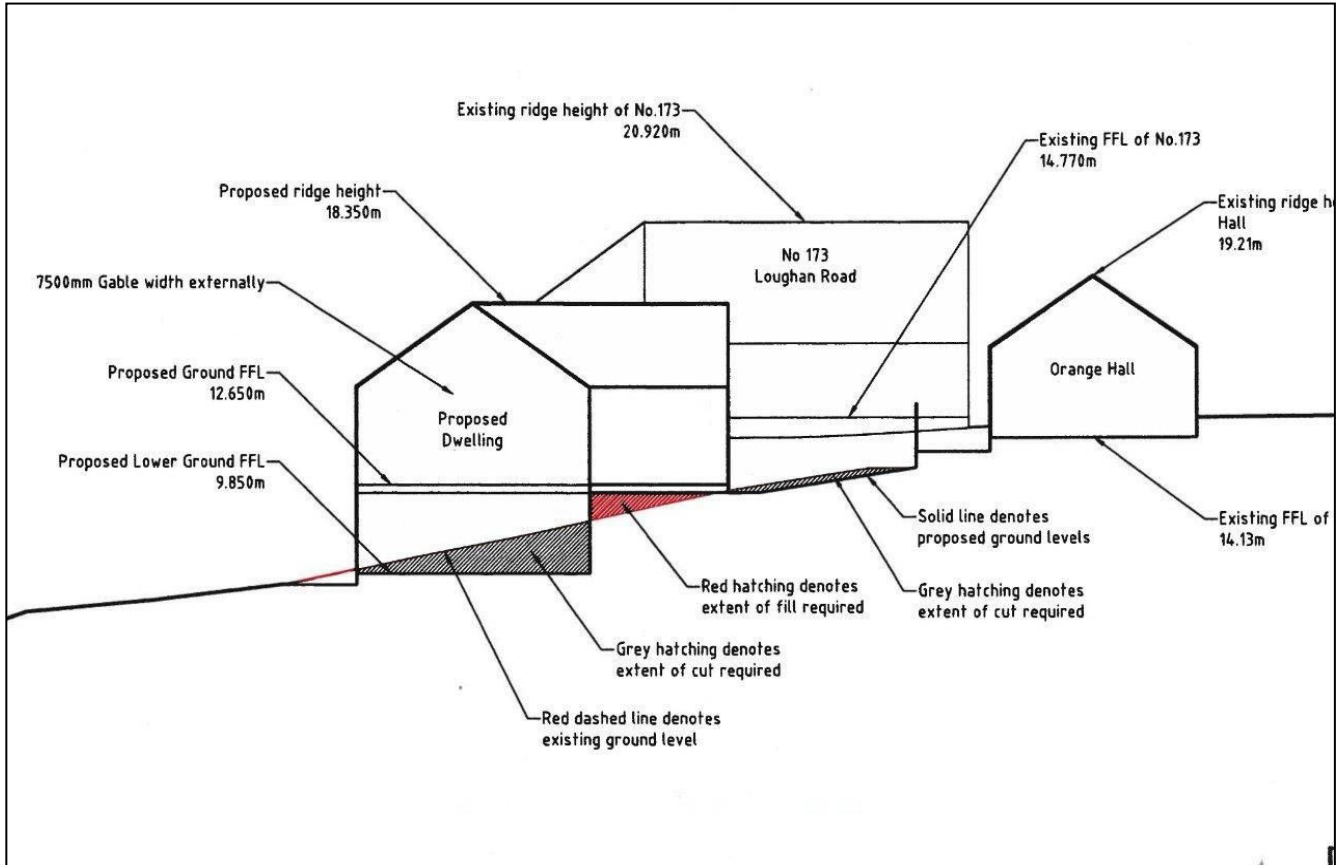 Existing ridge height of No.173
20.920m
Existing FFL of No.173
14.770m
Proposed ridge height
18.350m
Existing ridge h
Hall
19.21m
No 173
Loughan Road
7500mm Gable width externally
Orange Hall
Proposed Ground FFL
12.650m
Proposed
Dwelling
Proposed Lower Ground FFL
9.850m
Solid line denotes
proposed ground levels
Existing FFL of
14.13m
Red hatching denotes
extent of fill required
Grey hatching denotes
extent of cut required
Grey hatching denotes
extent of cut required
Red dashed line denotes
existing ground level